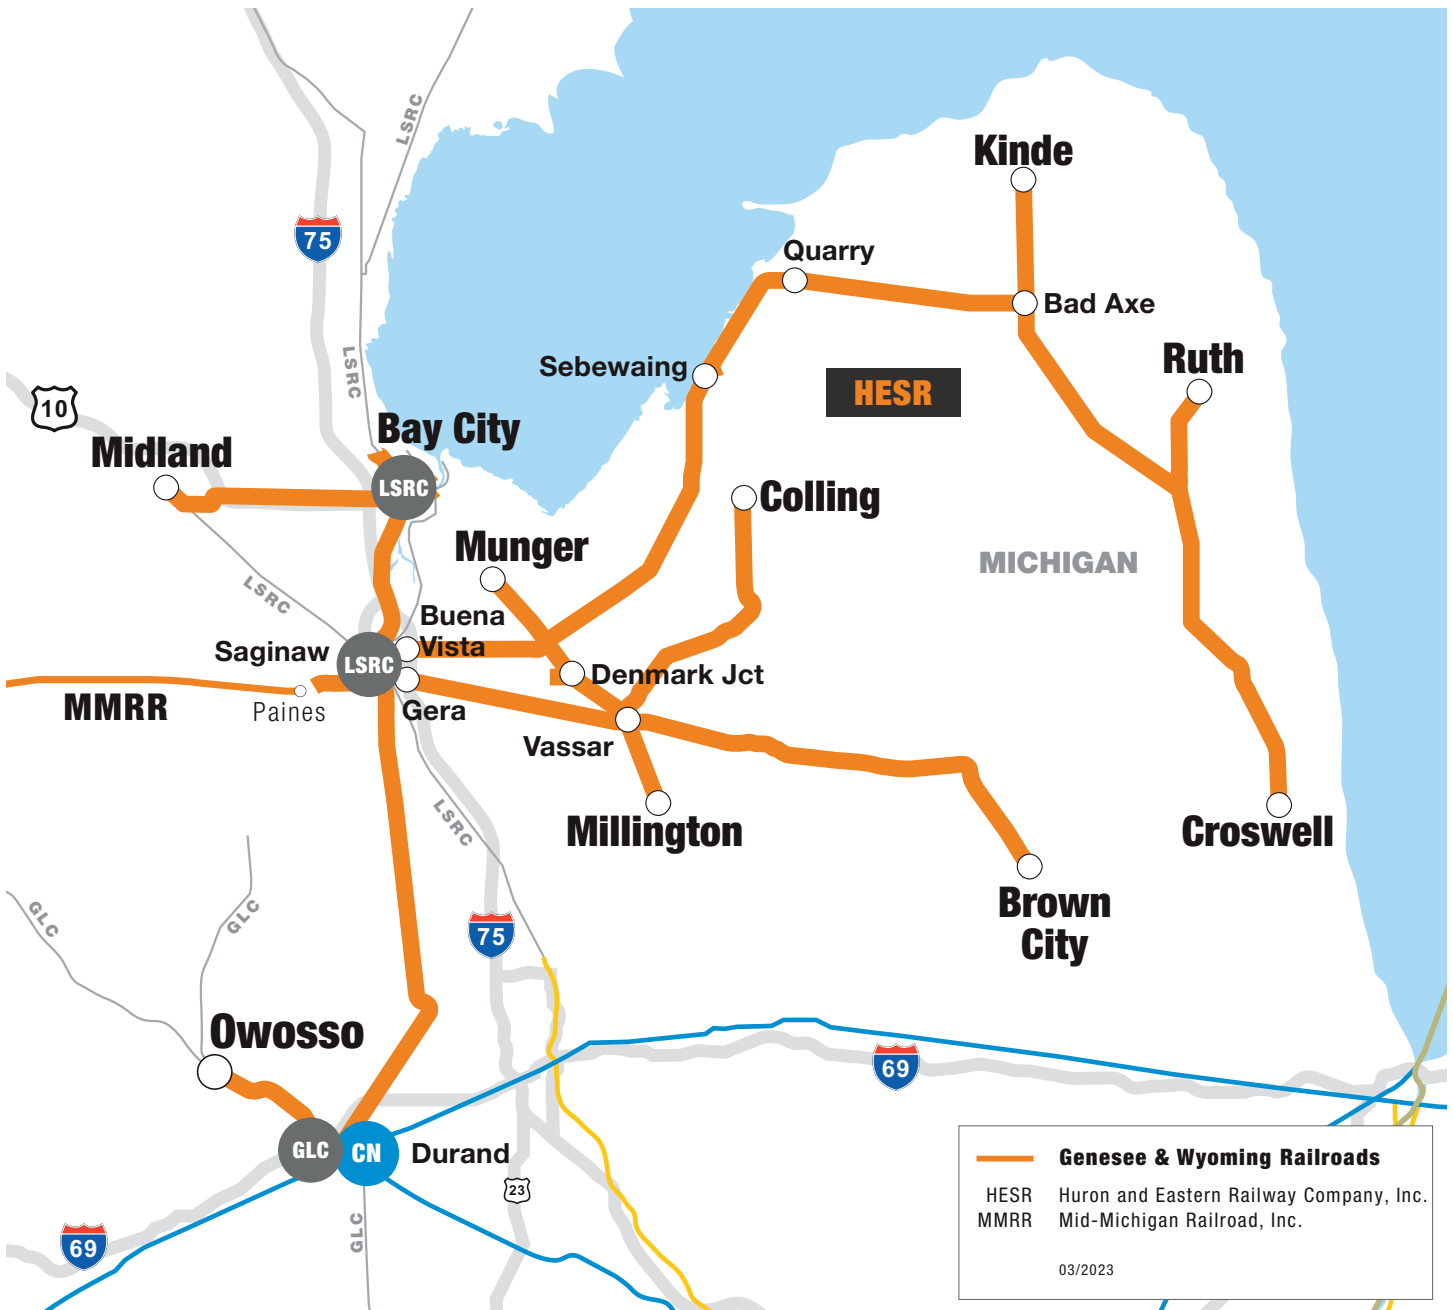 LSRC
Kinde
75
Quarry
Bad Axe
LSRC
Sebewaing
Ruth
HESR
10
Bay City
Midland
LSRC
Colling
Munger
MICHIGAN
LSRC
Buena
Vista
Saginaw
LSRC
Denmark Jct
MMRR
Paines
Gera
Vassar
LSRC
Millington
Croswell
Brown
City
GLC
GLC
75
Owosso
69
GLC
CN
Durand
23
GLC
69
Genesee & Wyoming Railroads
HESR Huron and Eastern Railway Company, Inc.
MMRR Mid-Michigan Railroad, Inc.
03/2023